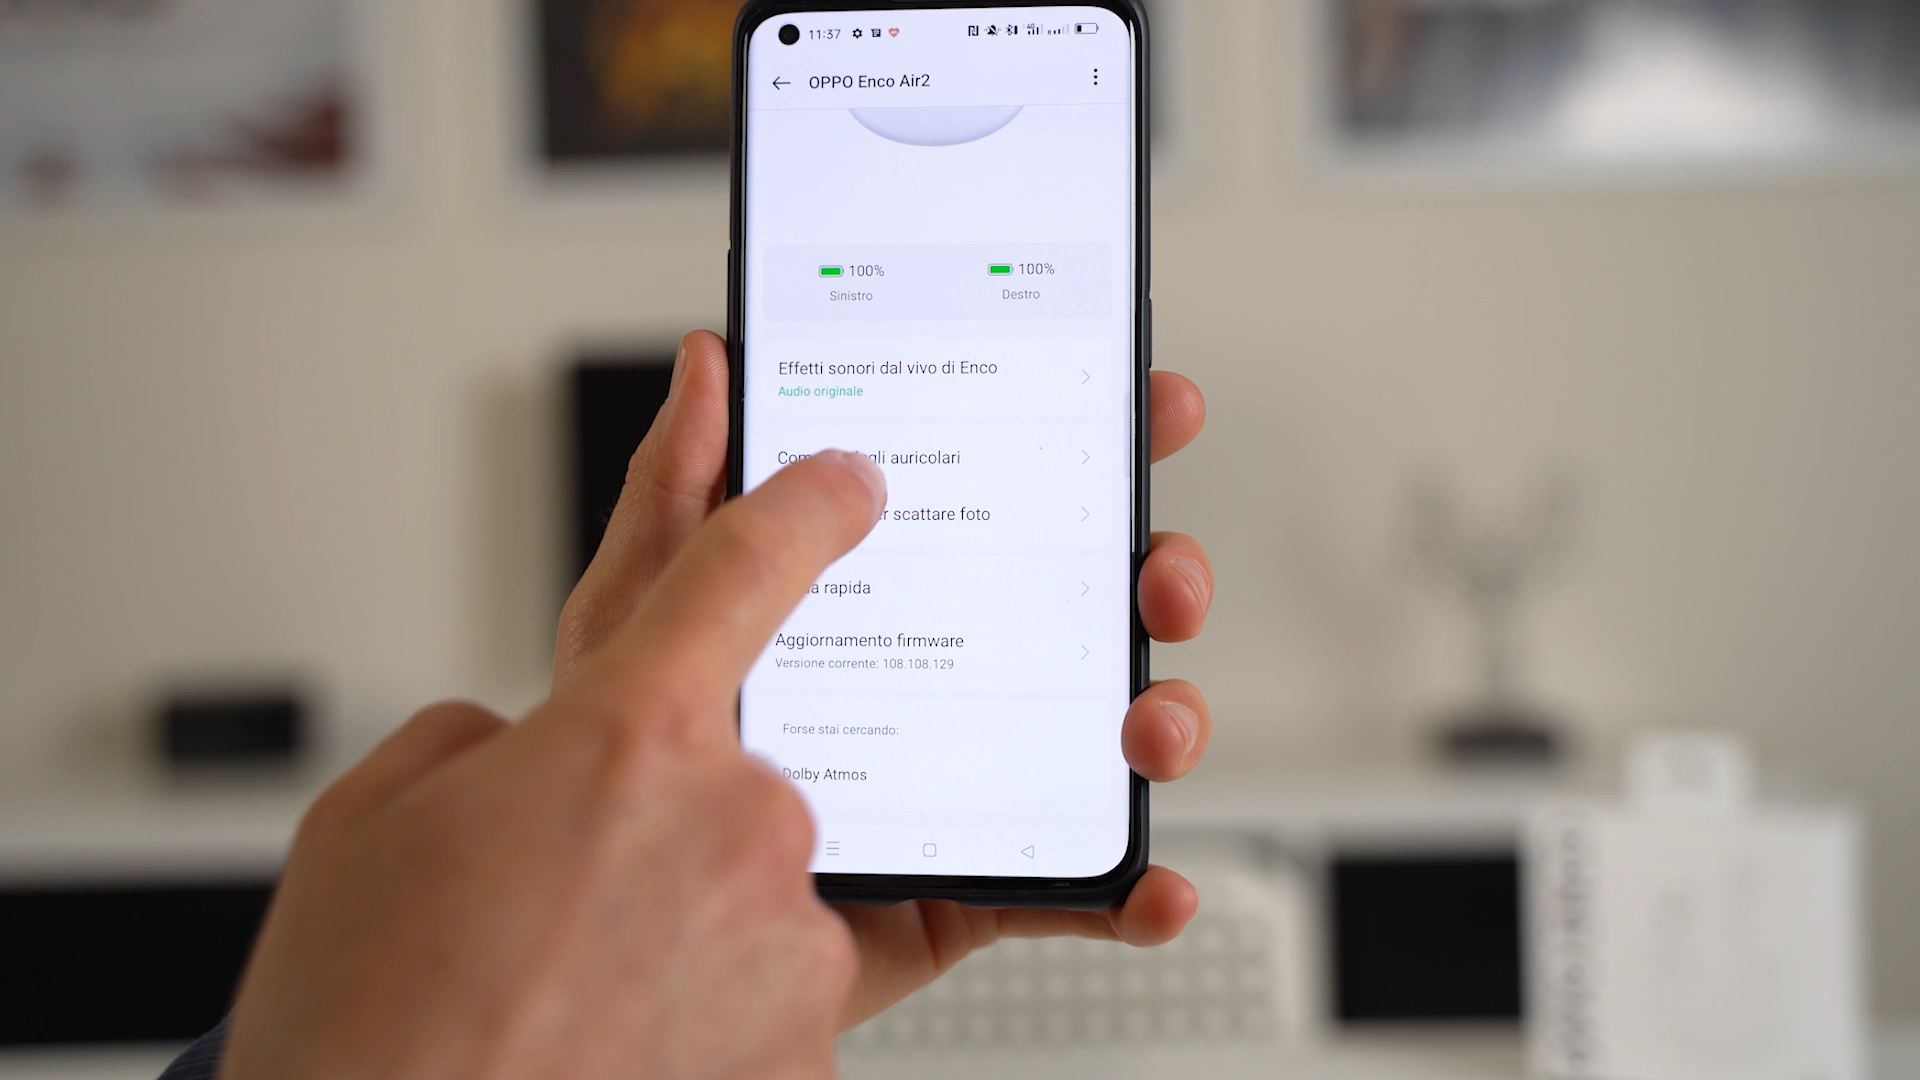 11:37
OPPO Enco Air2
100%
Sinistro
100%
Destro
Effetti sonori dal vivo di Enco
Audio originale
auricolari
scattare foto
rapida
Aggiornamento firmware
Versione corrente: 108.108.129
Forse stai cercando:
Dolby Atmos